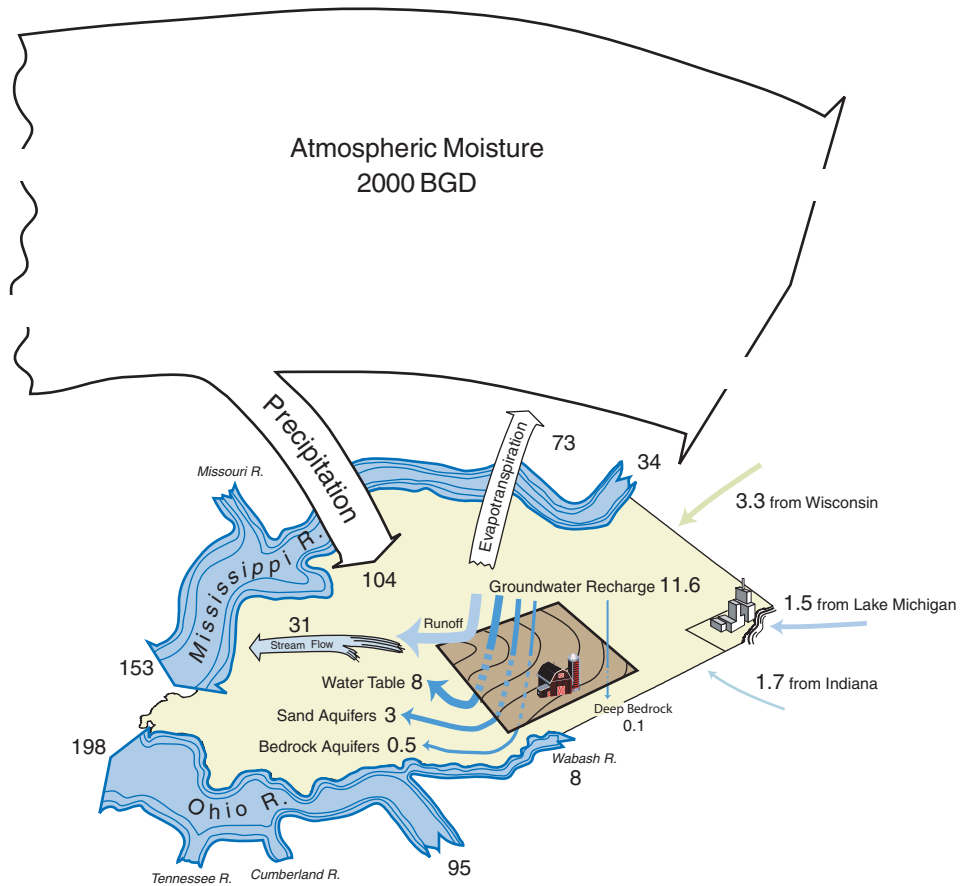 Atmospheric Moisture
2000 BGD
Precipitation
Evapotranspiration
73
34
Missouri R.
3.3 from Wisconsin
Mississippi R.
104
Groundwater Recharge 11.6
1.5 from Lake Michigan
31
Runoff
Stream Flow
153
Water Table 8
1.7 from Indiana
Sand Aquifers 3
Deep Bedrock
0.1
198
Bedrock Aquifers 0.5
Wabash R.
8
Ohio R.
95
Tennessee R.
Cumberland R.